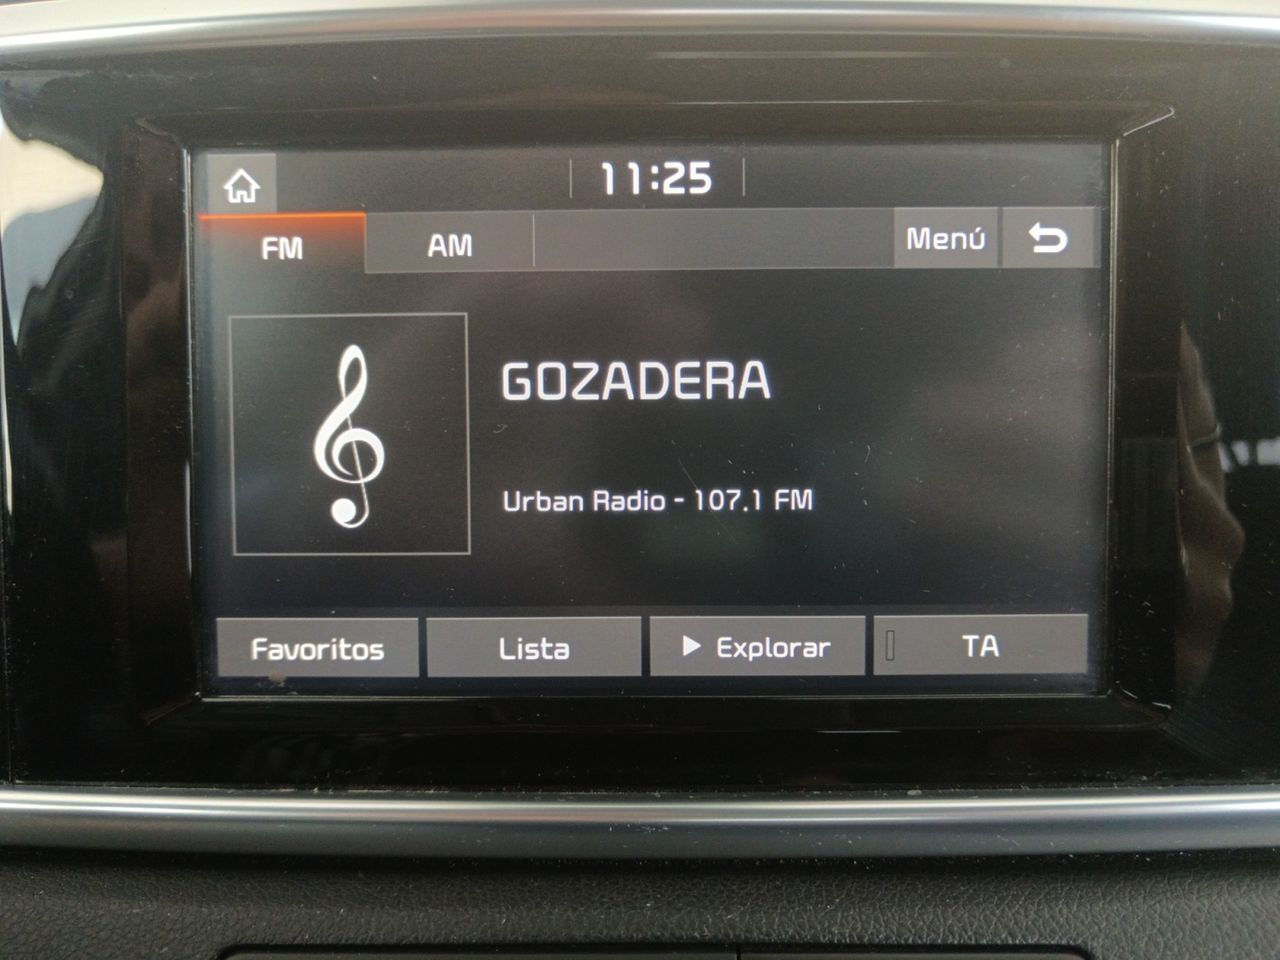 11:25
FM
AM
Menú
GOZADERA
Urban Radio - 107.1 FM
Favoritos
Lista
Explorar
TA